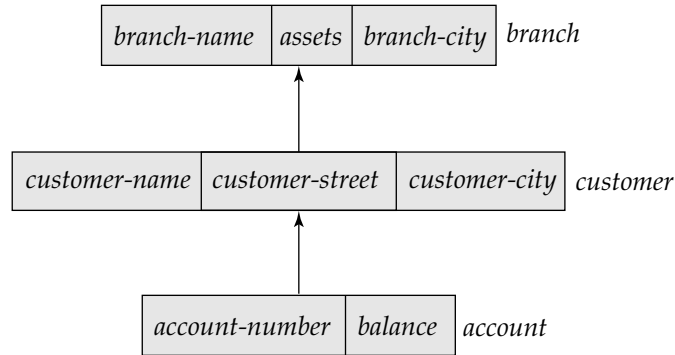 branch-name assets branch-city branch
customer-name customer-street customer-city customer
account-number balance account